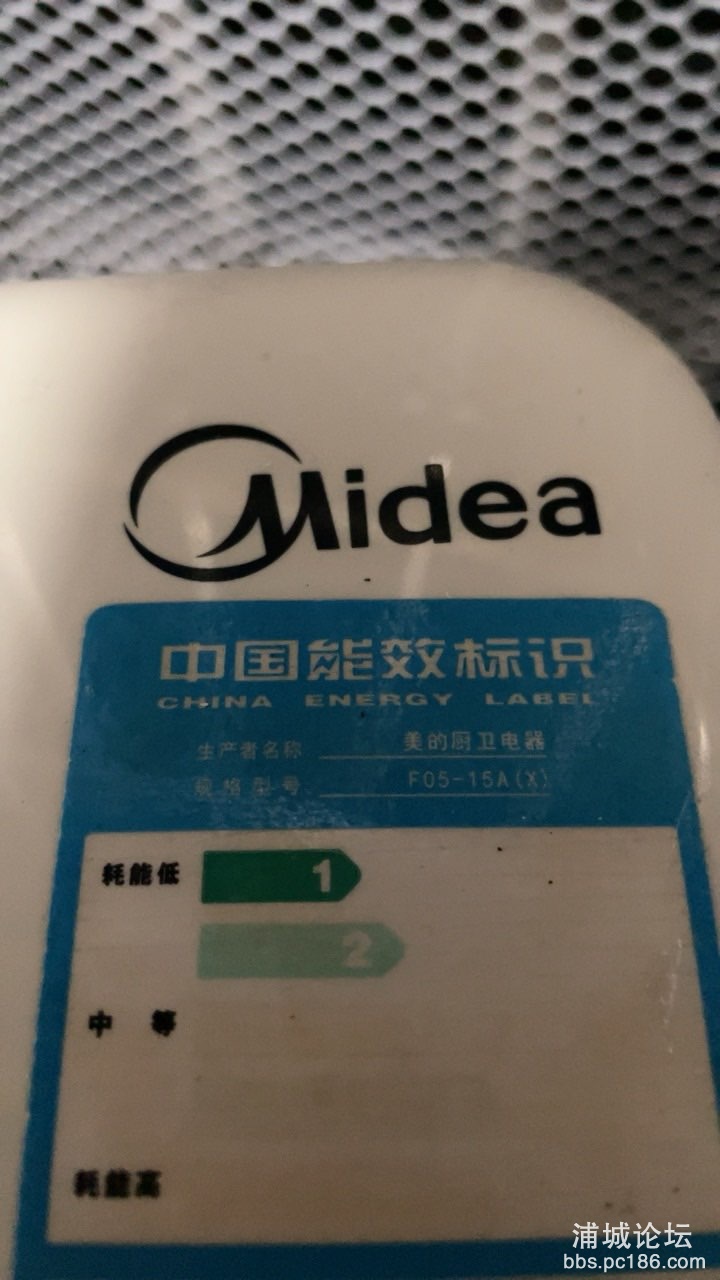 Midea
中国能效标识
CHINA ENERGY LABEL
生产者名称 美的厨卫电器
规格型号 F05-15A(X)
耗能低 1
2
中 等
耗能高
浦城论坛
bbs.pc186.com